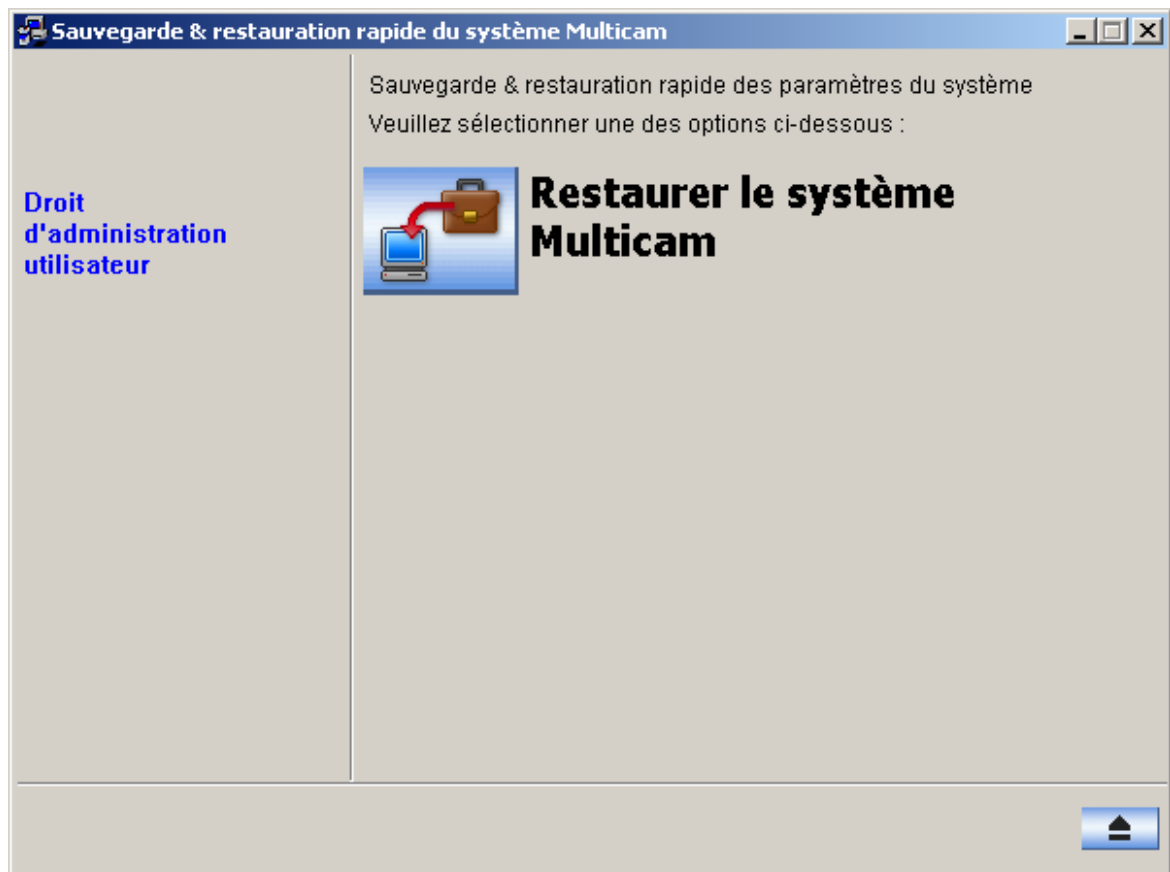 Sauvegarde & restauration rapide du système Multicam
Sauvegarde & restauration rapide des paramètres du système
Veuillez sélectionner une des options ci-dessous :
Droit
d'administration
utilisateur
Restaurer le système
Multicam